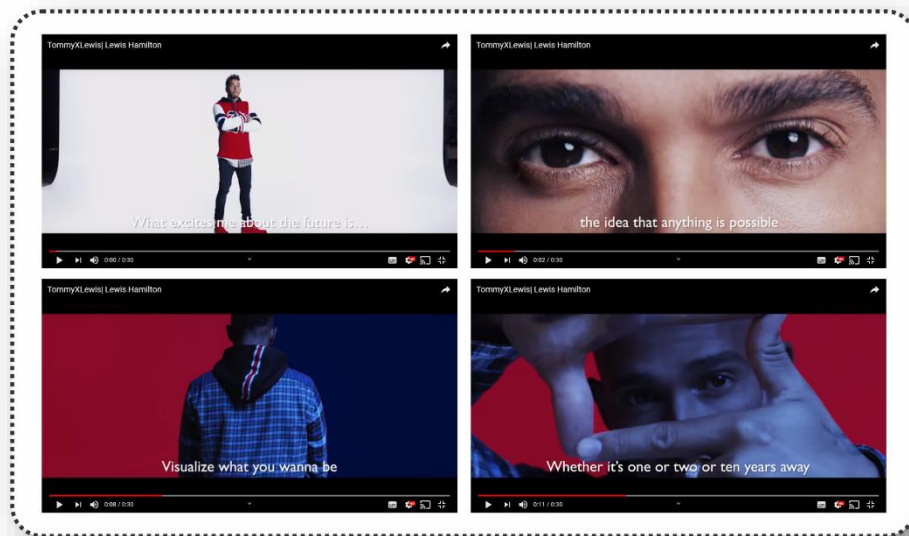 TommyXLewis| Lewis Hamilton
What excites me about the future is...
0:00 / 0:30
TommyXLewis| Lewis Hamilton
the idea that anything is possible
0:02 / 0:30
TommyXLewis| Lewis Hamilton
Visualize what you wanna be
0:08 / 0:30
TommyXLewis| Lewis Hamilton
Whether it's one or two or ten years away
0:11 / 0:30